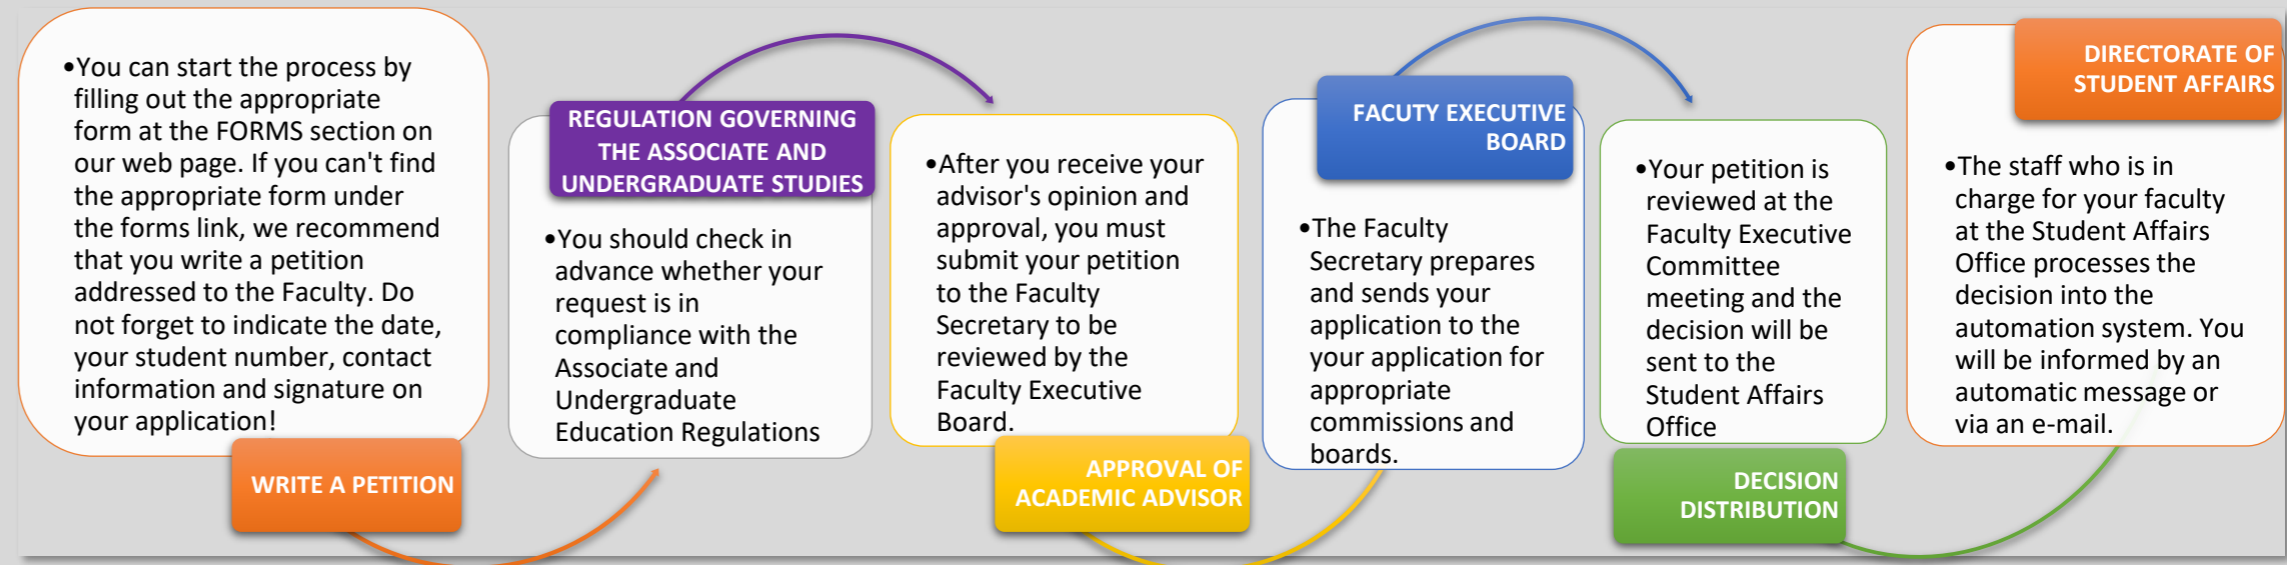 •You can start the process by
filling out the appropriate
form at the FORMS section on
our web page. If you can't find
the appropriate form under
the forms link, we recommend
that you write a petition
addressed to the Faculty. Do
not forget to indicate the date,
your student number, contact
information and signature on
your application!
WRITE A PETITION
REGULATION GOVERNING
THE ASSOCIATE AND
UNDERGRADUATE STUDIES
•You should check in
advance whether your
request is in
compliance with the
Associate and
Undergraduate
Education Regulations
•After you receive your
advisor's opinion and
approval, you must
submit your petition
to the Faculty
Secretary to be
reviewed by the
Faculty Executive
Board.
APPROVAL OF
ACADEMIC ADVISOR
FACUTY EXECUTIVE
BOARD
•The Faculty
Secretary prepares
and sends your
application to the
your application for
appropriate
commissions and
boards.
•Your petition is
reviewed at the
Faculty Executive
Committee
meeting and the
decision will be
sent to the
Student Affairs
Office
DECISION
DISTRIBUTION
DIRECTORATE OF
STUDENT AFFAIRS
•The staff who is in
charge for your faculty
at the Student Affairs
Office processes the
decision into the
automation system. You
will be informed by an
automatic message or
via an e-mail.